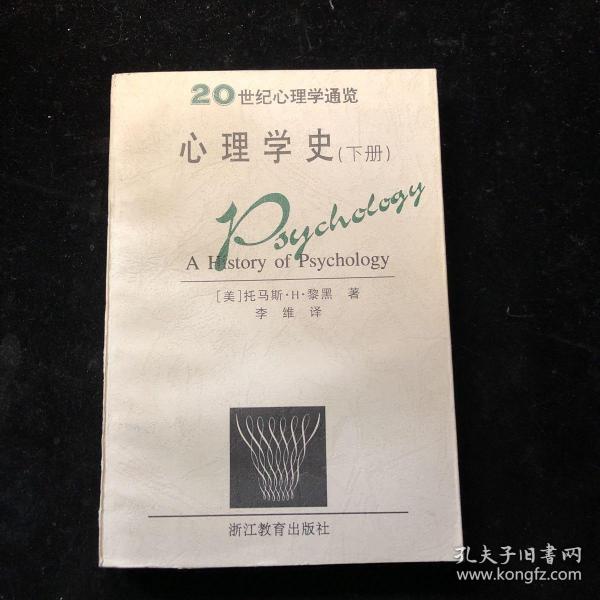 20世纪心理学通览
心理学史(下册)
Psychology
A History of Psychology
[美]托马斯·H·黎黑 著
李维 译
浙江教育出版社
孔夫子旧书网
www.kongfz.com